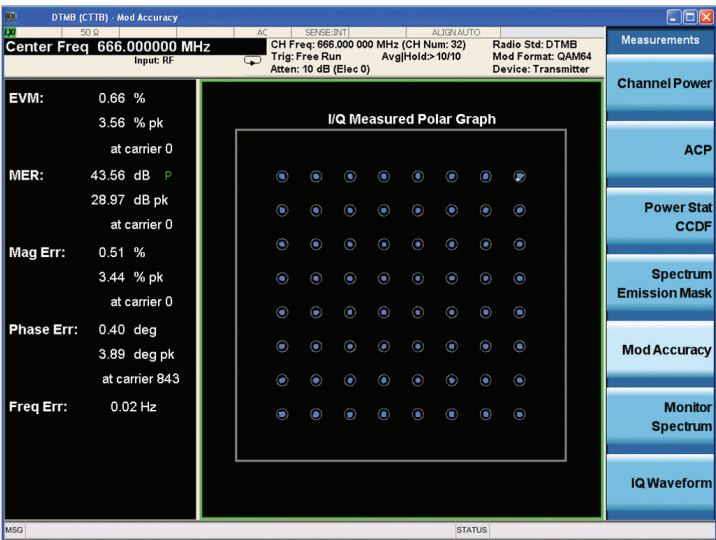 DTMB (CTTB) - Mod Accuracy
LXI
50 Ω
AC
SENSE:INT
ALIGNAUTO
Center Freq 666.000000 MHz
Input: RF
CH Freq: 666.000 000 MHz (CH Num: 32)
Trig: Free Run
Avg|Hold:>10/10
Atten: 10 dB (Elec 0)
Radio Std: DTMB
Mod Format: QAM64
Device: Transmitter
EVM: 0.66 %
3.56 % pk
at carrier 0
MER: 43.56 dB P
28.97 dB pk
at carrier 0
Mag Err: 0.51 %
3.44 % pk
at carrier 0
Phase Err: 0.40 deg
3.89 deg pk
at carrier 843
Freq Err: 0.02 Hz
I/Q Measured Polar Graph
Measurements
Channel Power
ACP
Power Stat
CCDF
Spectrum
Emission Mask
Mod Accuracy
Monitor
Spectrum
IQ Waveform
MSG
STATUS